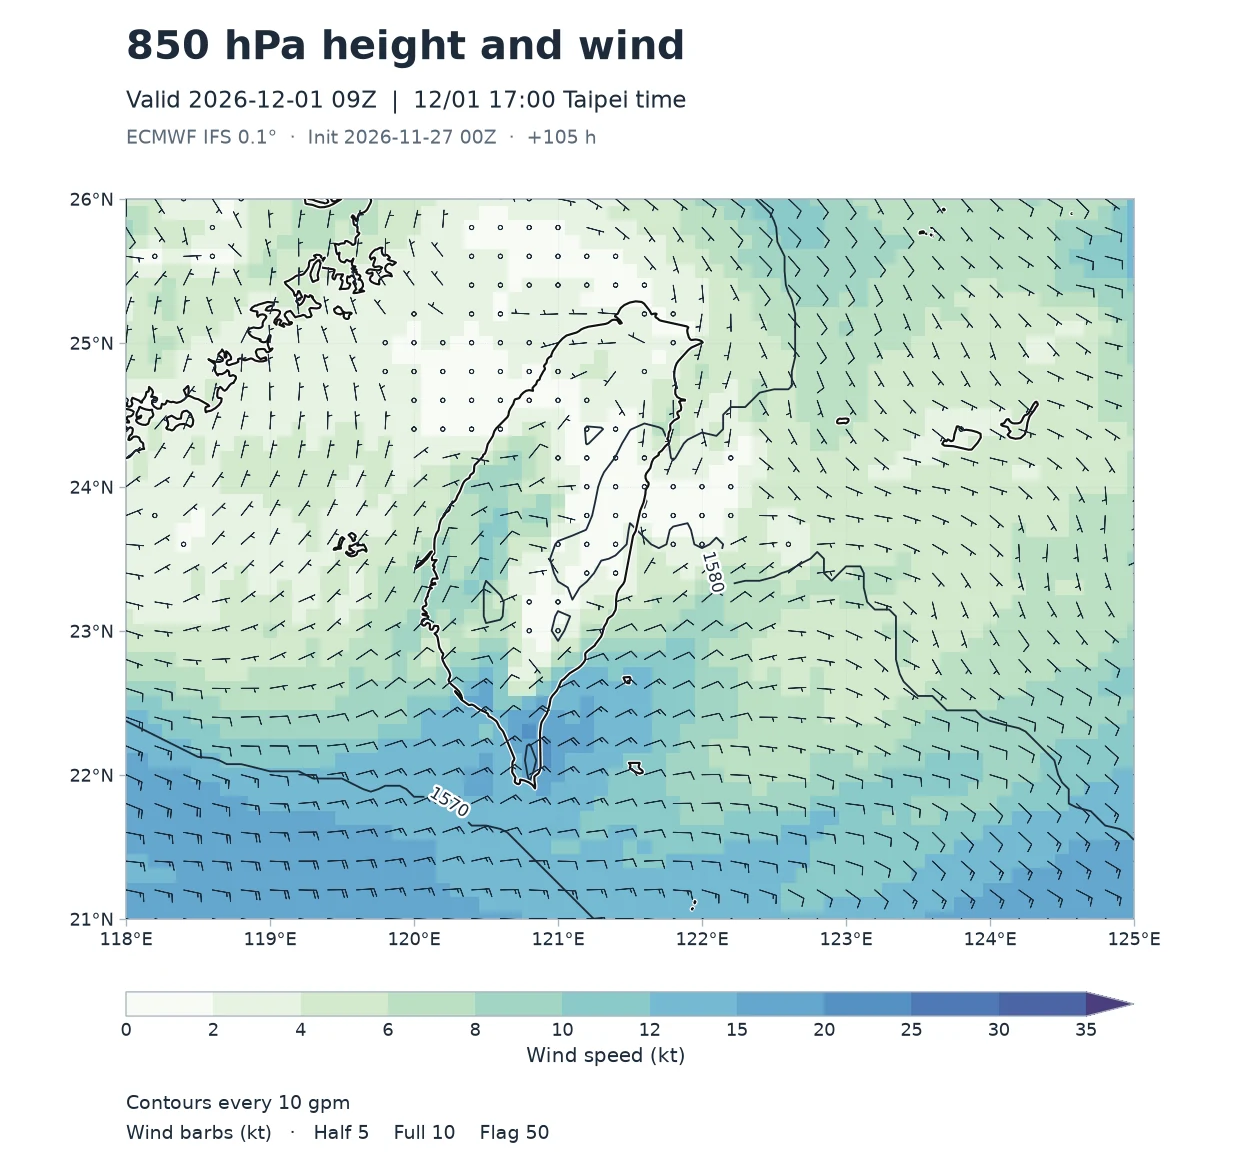 850 hPa height and wind
Valid 2026-12-01 09Z | 12/01 17:00 Taipei time
ECMWF IFS 0.1° · Init 2026-11-27 00Z · +105 h
26°N
25°N
24°N
23°N
22°N
21°N
1580
1570
118°E 119°E 120°E 121°E 122°E 123°E 124°E 125°E
0 2 4 6 8 10 12 15 20 25 30 35
Wind speed (kt)
Contours every 10 gpm
Wind barbs (kt) · Half 5 Full 10 Flag 50